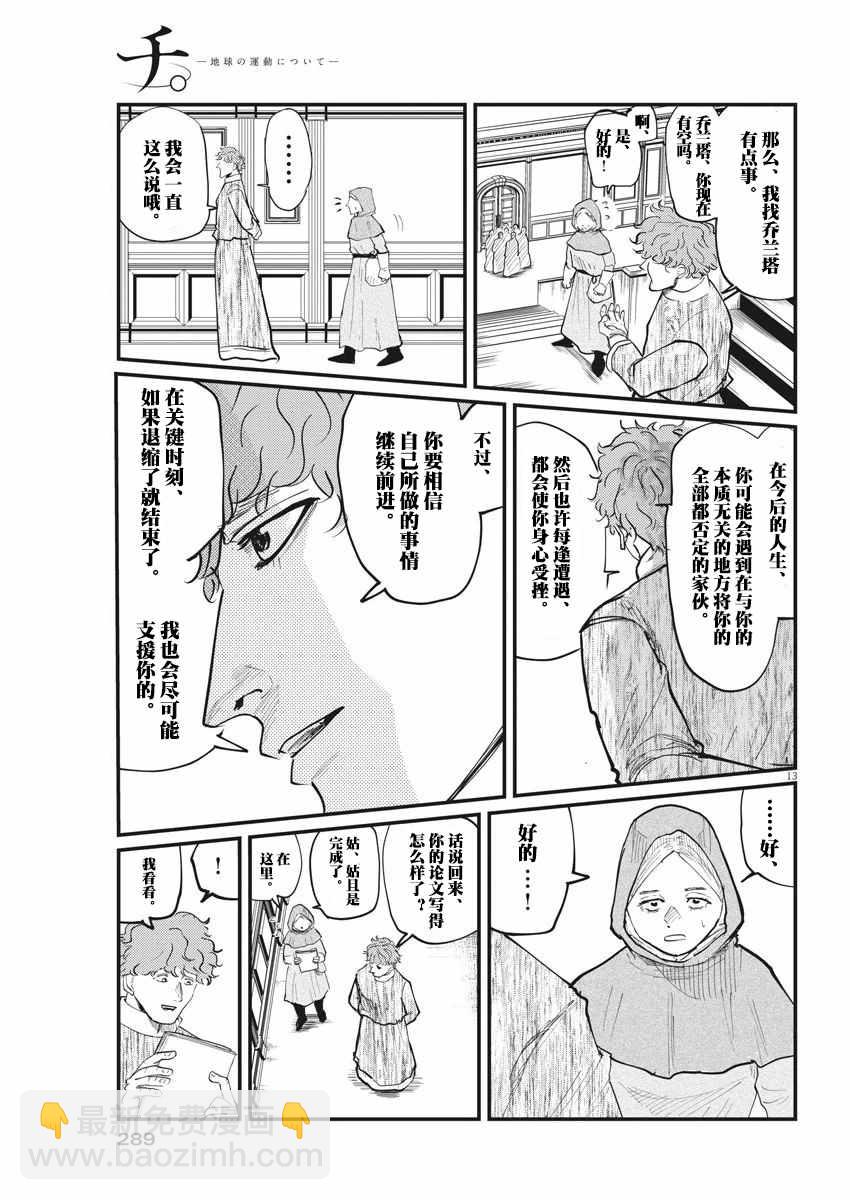 チ。
—地球の運動について—
那么、我找乔兰塔
有点事。
乔兰塔、你现在
有空吗。
啊、
是、
好的！
……
我会一直
这么说哦。
在今后的人生、
你可能会遇到在与你的
本质无关的地方将你的
全部都否定的家伙。
然后也许每逢遭遇、
都会使你身心受挫。
不过、
你要相信
自己所做的事情
继续前进。
在关键时刻、
如果退缩了就结束了。
我也会尽可能
支援你的。
13
……好、
好的…！
话说回来、
你的论文写得
怎么样了？
姑、姑且是
完成了。
在
这里。
！
我看看。
👇最新免费漫画👇
289
www.baozimh.com